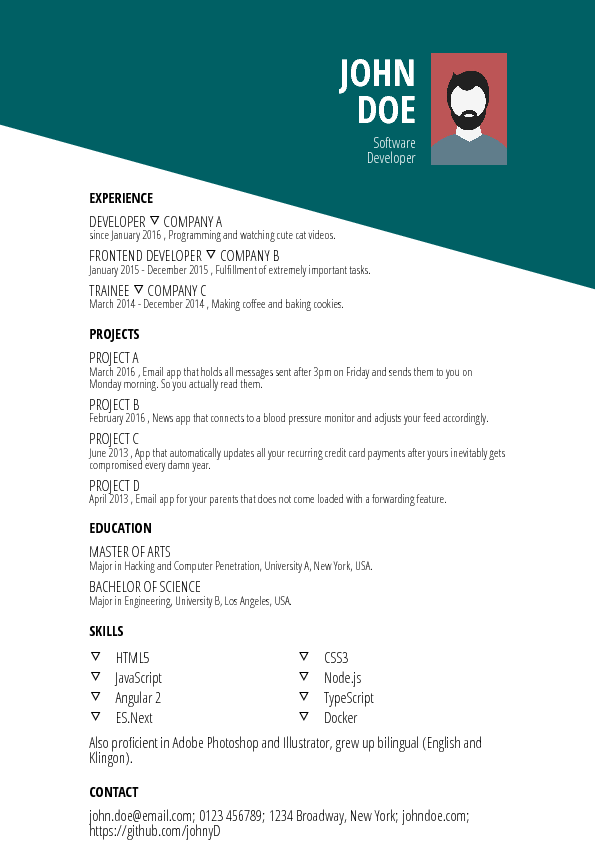 JOHN
DOE
Software
Developer
EXPERIENCE
DEVELOPER ▽ COMPANY A
since January 2016 , Programming and watching cute cat videos.
FRONTEND DEVELOPER ▽ COMPANY B
January 2015 - December 2015 , Fulfillment of extremely important tasks.
TRAINEE ▽ COMPANY C
March 2014 - December 2014 , Making coffee and baking cookies.
PROJECTS
PROJECT A
March 2016 , Email app that holds all messages sent after 3pm on Friday and sends them to you on
Monday morning. So you actually read them.
PROJECT B
February 2016 , News app that connects to a blood pressure monitor and adjusts your feed accordingly.
PROJECT C
June 2013 , App that automatically updates all your recurring credit card payments after yours inevitably gets
compromised every damn year.
PROJECT D
April 2013 , Email app for your parents that does not come loaded with a forwarding feature.
EDUCATION
MASTER OF ARTS
Major in Hacking and Computer Penetration, University A, New York, USA.
BACHELOR OF SCIENCE
Major in Engineering, University B, Los Angeles, USA.
SKILLS
▽ HTML5 ▽ CSS3
▽ JavaScript ▽ Node.js
▽ Angular 2 ▽ TypeScript
▽ ES.Next ▽ Docker
Also proficient in Adobe Photoshop and Illustrator, grew up bilingual (English and
Klingon).
CONTACT
john.doe@email.com; 0123 456789; 1234 Broadway, New York; johndoe.com;
https://github.com/johnyD